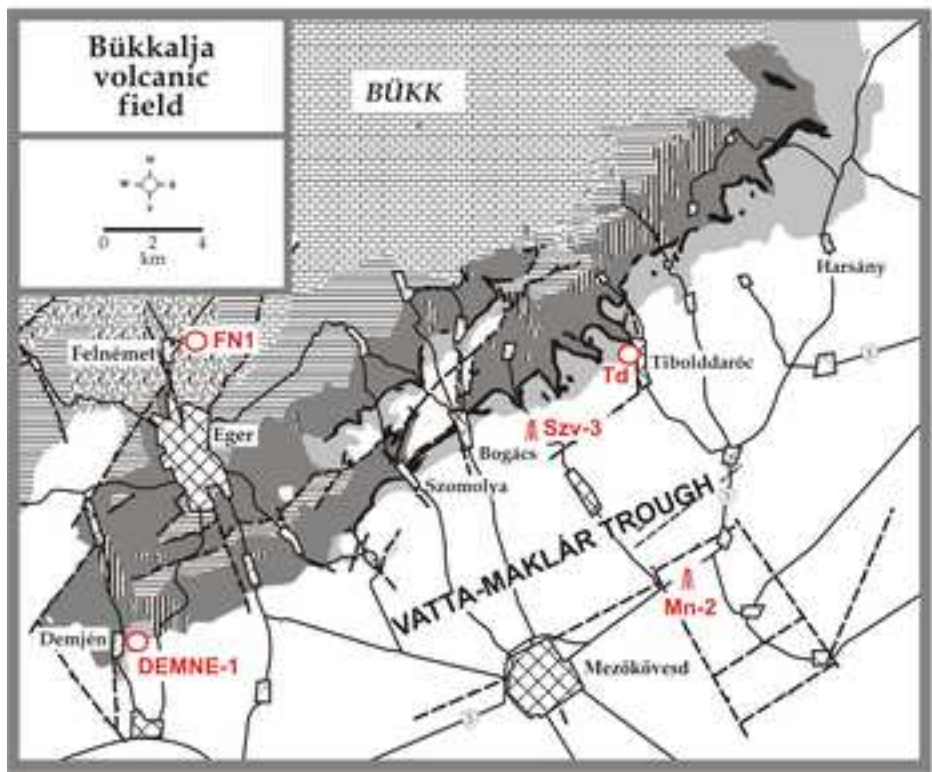 Bükkalja
volcanic
field
BÜKK
0 2 4
km
Harsány
Felnémet
FN1
Td
Tibolddaróc
Eger
Szv-3
Bogács
Szomolya
VATTA-MAKLÁR TROUGH
Mn-2
Demjén
DEMNE-1
Mezőkövesd